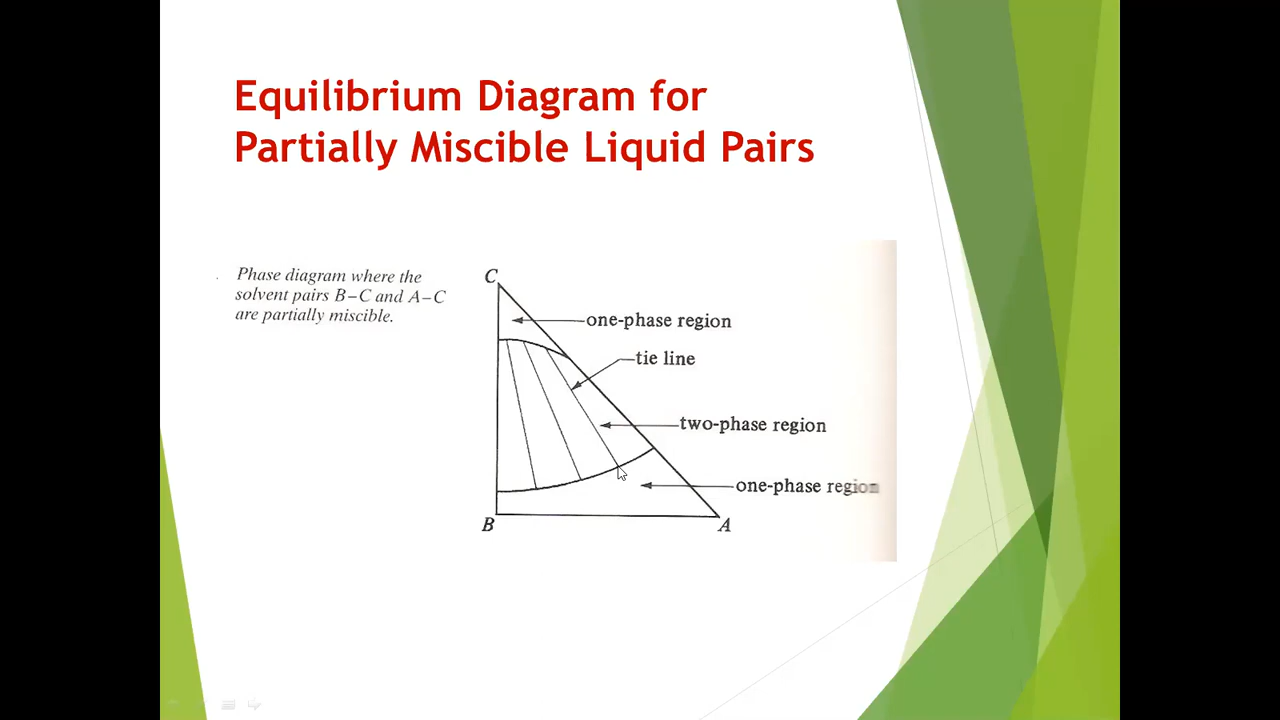 Equilibrium Diagram for
Partially Miscible Liquid Pairs
Phase diagram where the
solvent pairs B–C and A–C
are partially miscible.
C
one-phase region
tie line
two-phase region
one-phase region
B
A